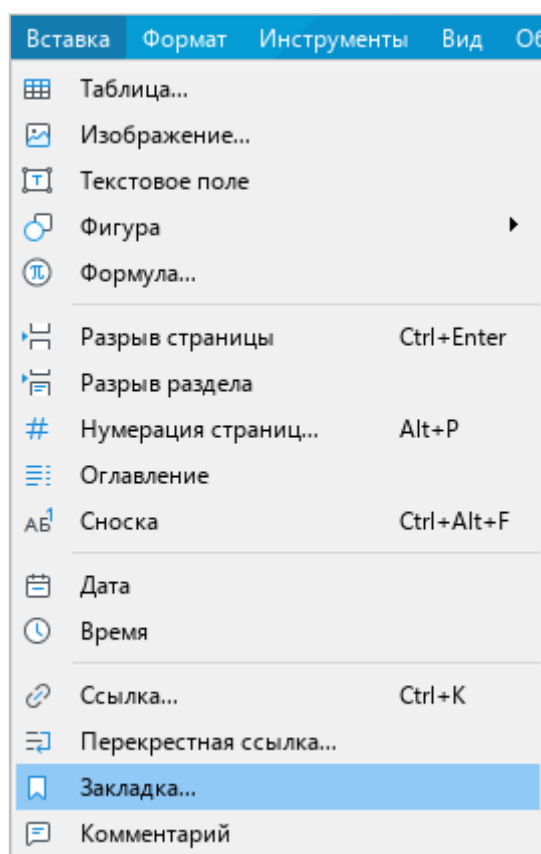 Вставка Формат Инструменты Вид Об
Таблица...
Изображение...
Текстовое поле
Фигура
Формула...
Разрыв страницы Ctrl+Enter
Разрыв раздела
Нумерация страниц... Alt+P
Оглавление
Сноска Ctrl+Alt+F
Дата
Время
Ссылка... Ctrl+K
Перекрестная ссылка...
Закладка...
Комментарий